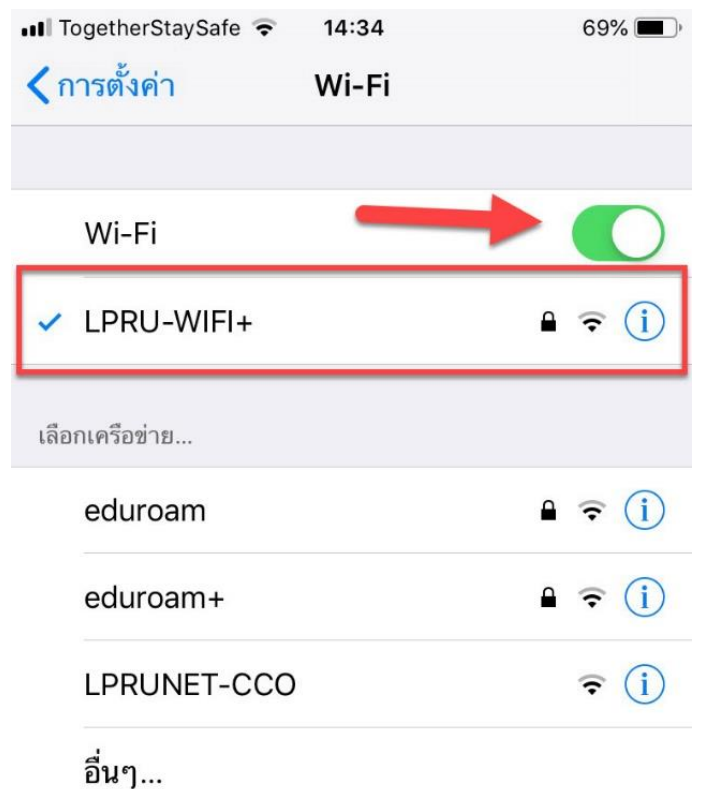 TogetherStaySafe 14:34 69%
การตั้งค่า Wi-Fi
Wi-Fi
LPRU-WIFI+
เลือกเครือข่าย...
eduroam
eduroam+
LPRUNET-CCO
อื่นๆ...